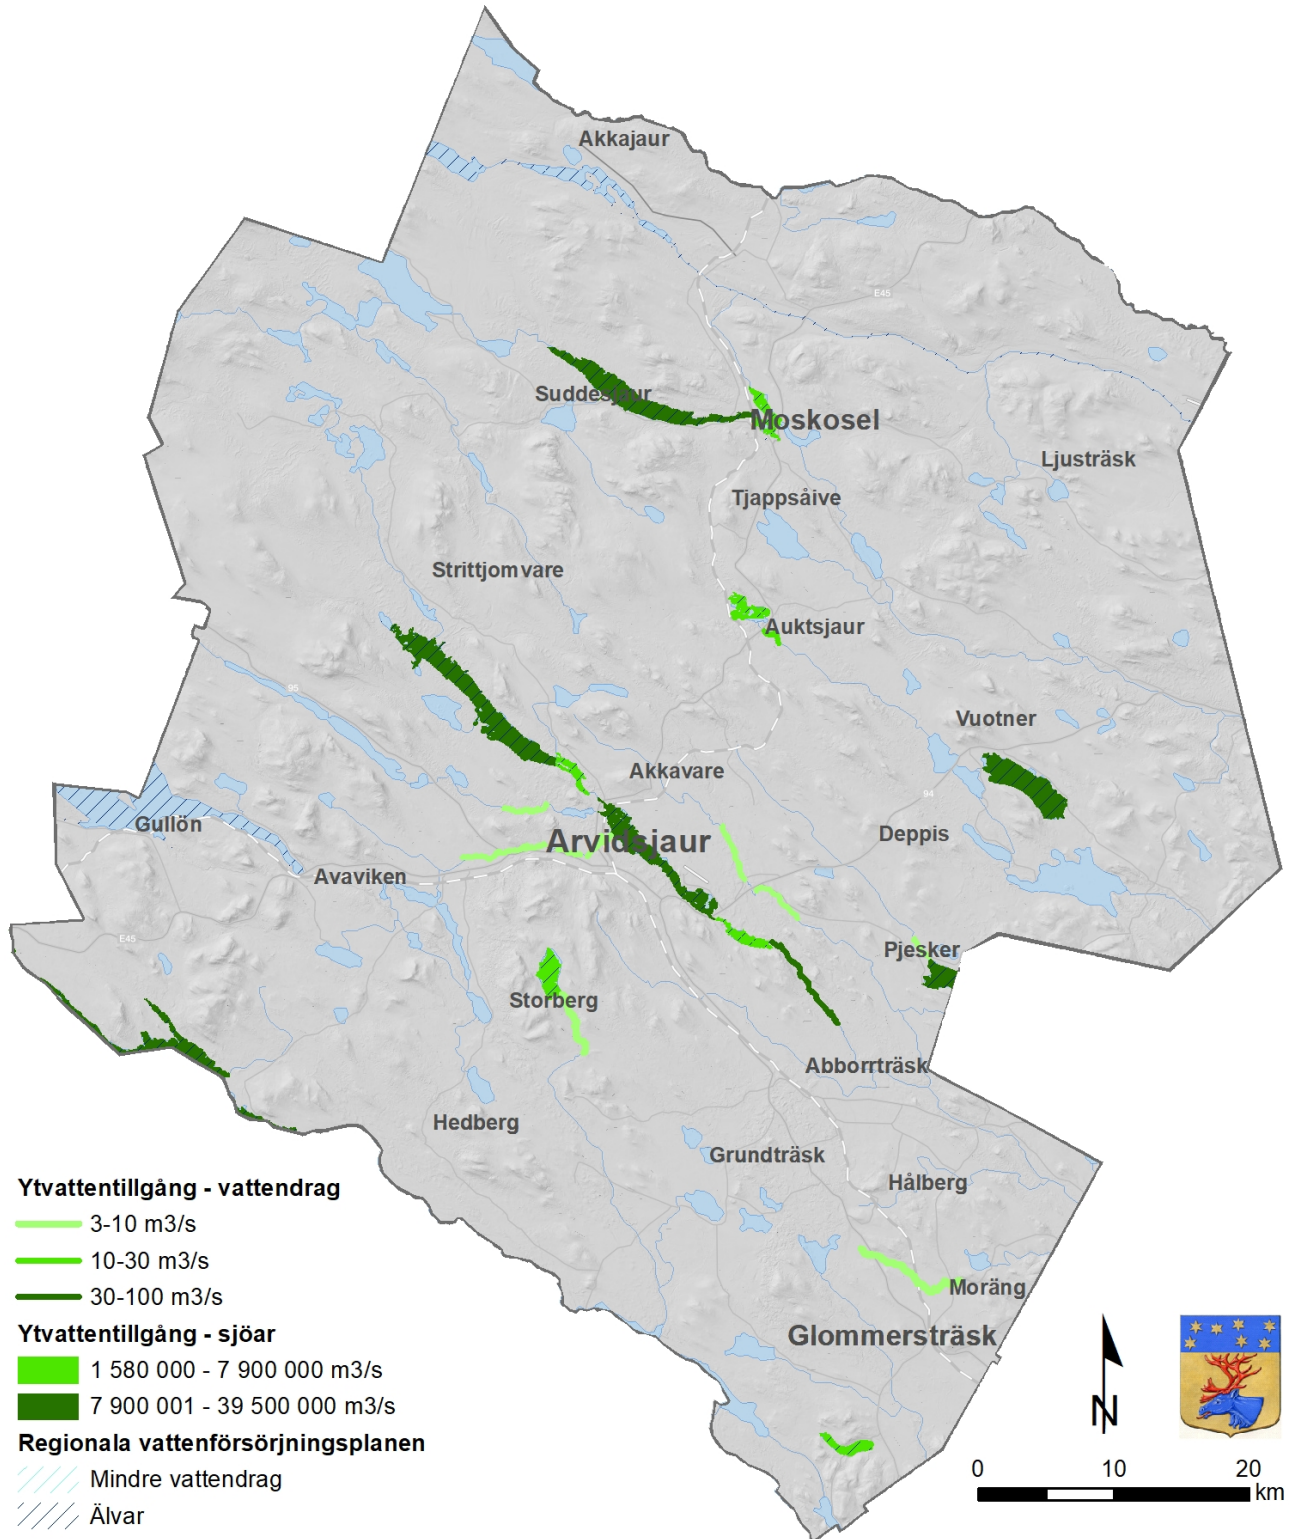 Akkajaur
E45
Suddesjaur
Moskosel
Ljusträsk
Tjappsåive
Strittjomvare
Auktsjaur
95
Vuotner
Akkavare
94
Gullön
Deppis
Arvidsjaur
Avaviken
E45
Pjesker
Storberg
Abborrträsk
Hedberg
Grundträsk
Hålberg
Moräng
Glommersträsk
Ytvattentillgång - vattendrag
3-10 m3/s
10-30 m3/s
30-100 m3/s
Ytvattentillgång - sjöar
1 580 000 - 7 900 000 m3/s
7 900 001 - 39 500 000 m3/s
Regionala vattenförsörjningsplanen
Mindre vattendrag
Älvar
N
0 10 20
km